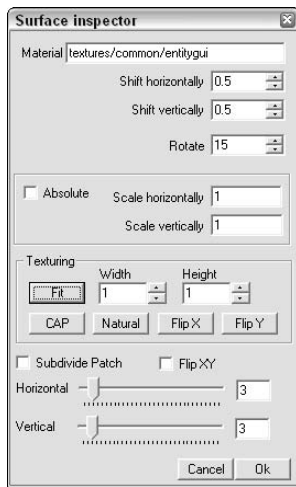 Surface inspector
Material textures/common/entitygui
Shift horizontally 0.5
Shift vertically 0.5
Rotate 15
Absolute Scale horizontally 1
Scale vertically 1
Texturing
Width Height
Fit 1 1
CAP Natural Flip X Flip Y
Subdivide Patch Flip XY
Horizontal 3
Vertical 3
Cancel Ok